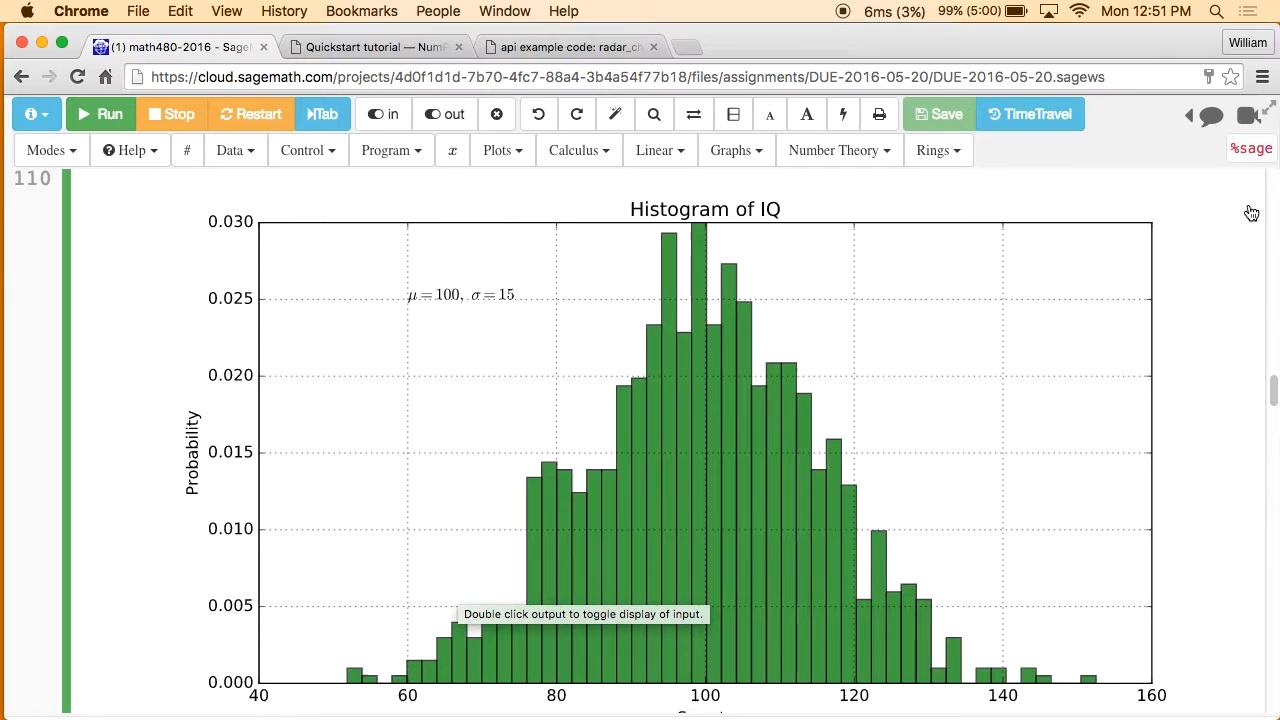 Chrome File Edit View History Bookmarks People Window Help 6ms (3%) 99% (5:00) Mon 12:51 PM
(1) math480-2016 - Sage Quickstart tutorial — NumP api example code: radar_ch William
https://cloud.sagemath.com/projects/4d0f1d1d-7b70-4fc7-88a4-3b4a54f77b18/files/assignments/DUE-2016-05-20/DUE-2016-05-20.sagews
Run Stop Restart Tab in out A A Save TimeTravel
Modes Help # Data Control Program x Plots Calculus Linear Graphs Number Theory Rings %sage
110
Histogram of IQ
0.030
μ = 100, σ = 15
0.025
0.020
0.015
Probability
0.010
0.005
Double click output to toggle display of input.
0.000
40 60 80 100 120 140 160